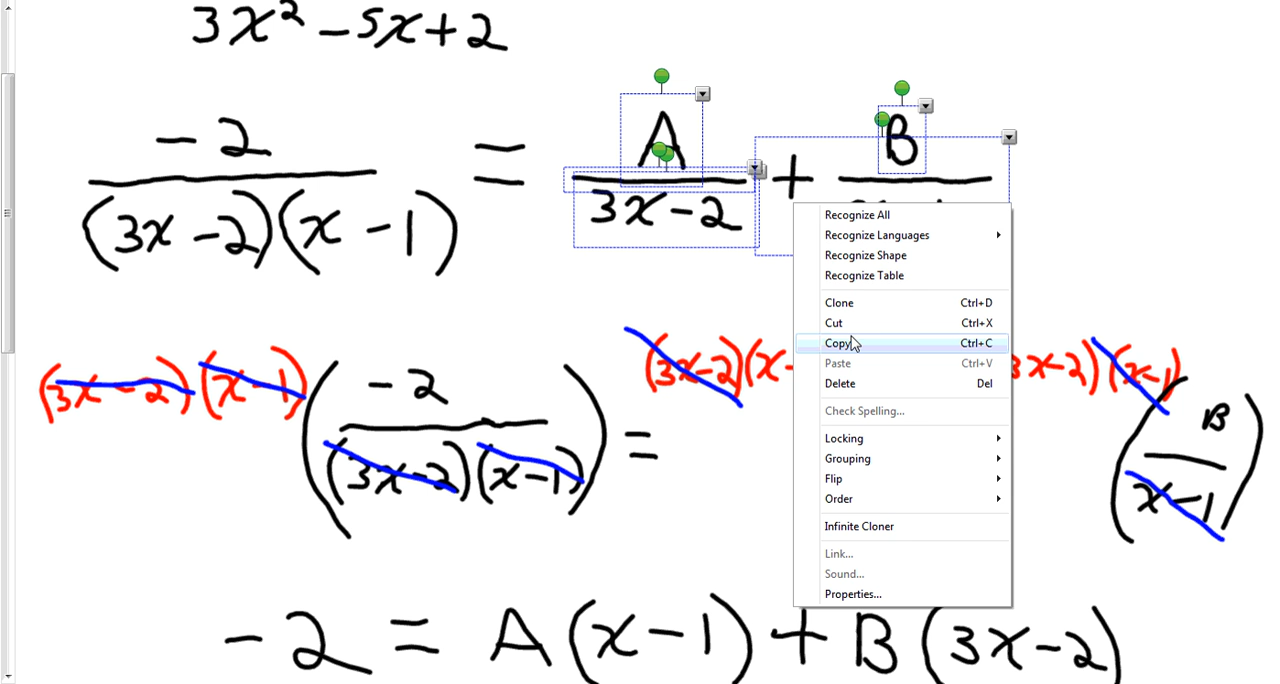 3x² - 5x + 2
-2 = A + B
(3x - 2)(x - 1) 3x - 2
Recognize All
Recognize Languages
Recognize Shape
Recognize Table
Clone Ctrl+D
Cut Ctrl+X
Copy Ctrl+C
Paste Ctrl+V
Delete Del
Check Spelling...
Locking
Grouping
Flip
Order
Infinite Cloner
Link...
Sound...
Properties...
(3x - 2)(x - 1) ( -2 = (3x-2)(x- 3x-2)(x-1) ( B
(3x-2)(x-1) ) x-1 )
-2 = A(x-1) + B(3x-2)